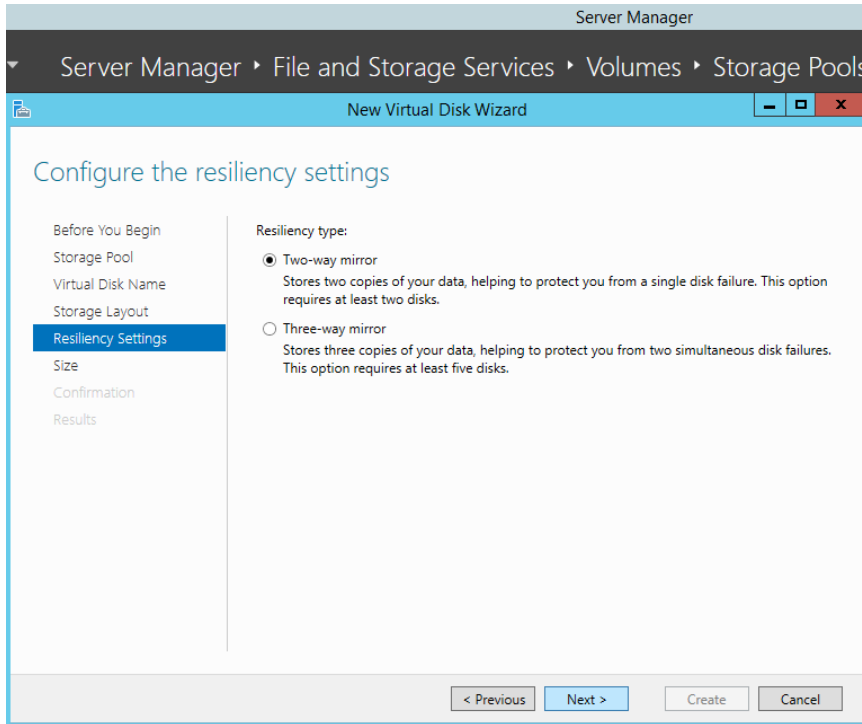 Server Manager
Server Manager ‣ File and Storage Services ‣ Volumes ‣ Storage Pools
New Virtual Disk Wizard
Configure the resiliency settings
Before You Begin
Storage Pool
Virtual Disk Name
Storage Layout
Resiliency Settings
Size
Confirmation
Results
Resiliency type:
Two-way mirror
Stores two copies of your data, helping to protect you from a single disk failure. This option
requires at least two disks.
Three-way mirror
Stores three copies of your data, helping to protect you from two simultaneous disk failures.
This option requires at least five disks.
< Previous
Next >
Create
Cancel